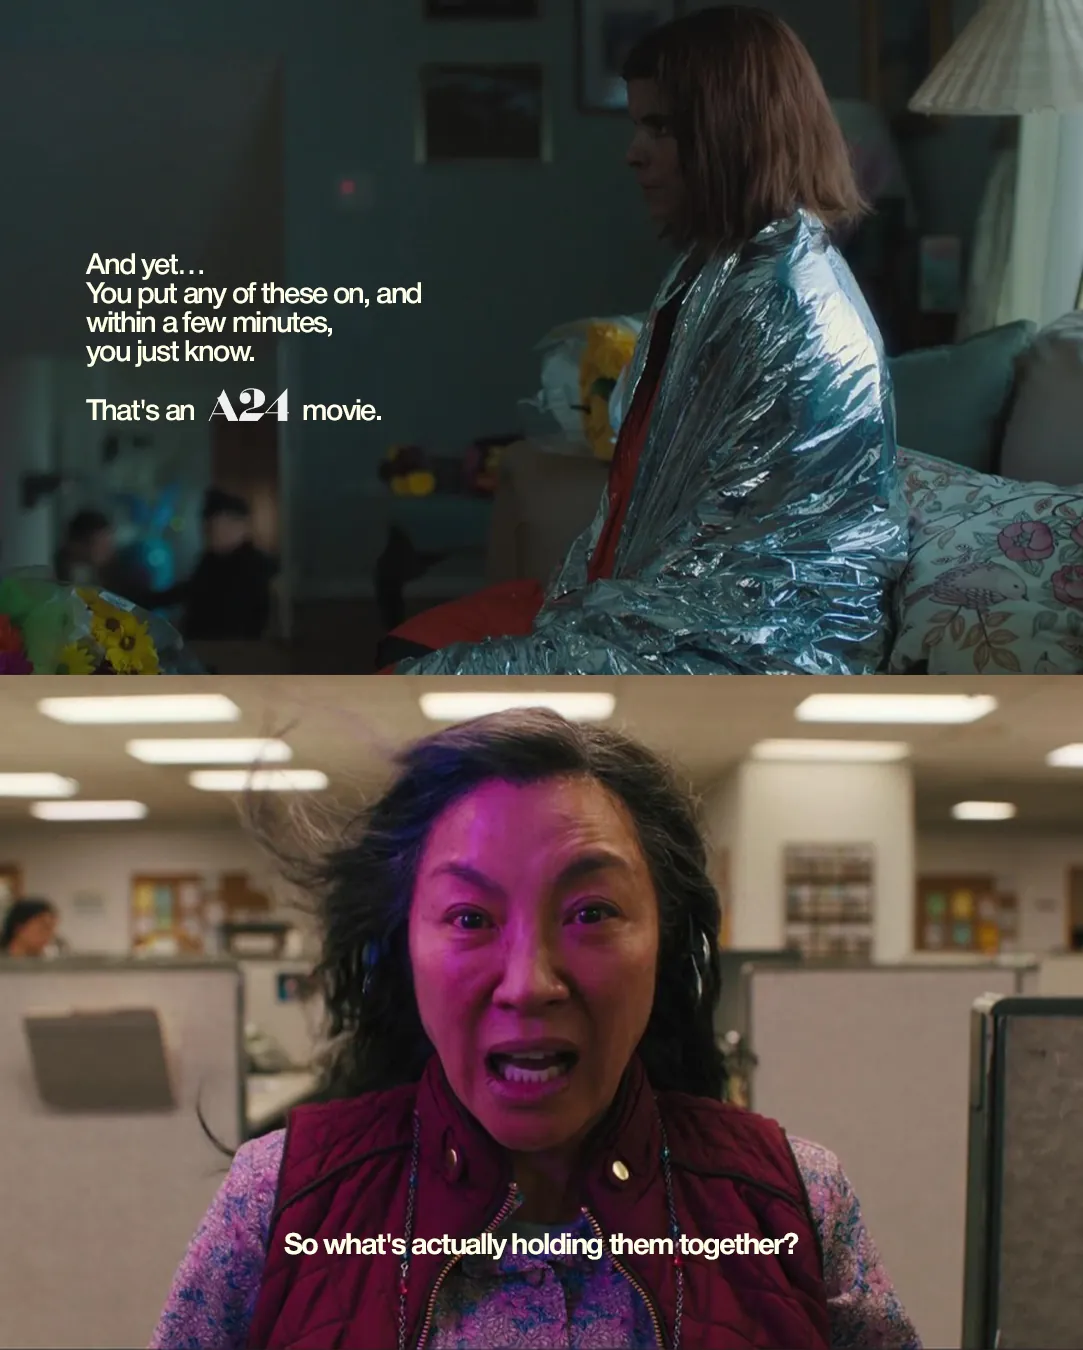 And yet...
You put any of these on, and
within a few minutes,
you just know.
That's an A24 movie.
So what's actually holding them together?